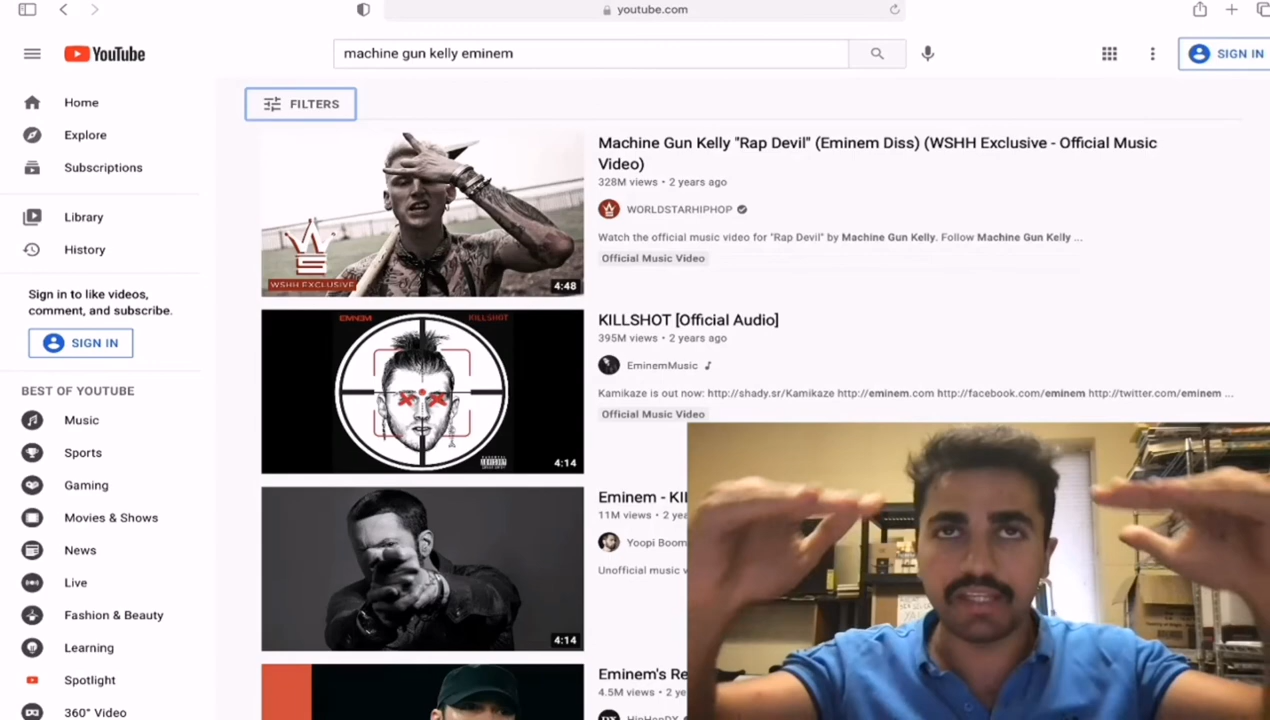 youtube.com
YouTube
machine gun kelly eminem
SIGN IN
Home
Explore
Subscriptions
Library
History
Sign in to like videos,
comment, and subscribe.
SIGN IN
BEST OF YOUTUBE
Music
Sports
Gaming
Movies & Shows
News
Live
Fashion & Beauty
Learning
Spotlight
360° Video
FILTERS
WSHH EXCLUSIVE
4:48
Machine Gun Kelly "Rap Devil" (Eminem Diss) (WSHH Exclusive - Official Music
Video)
328M views • 2 years ago
WORLDSTARHIPHOP
Watch the official music video for "Rap Devil" by Machine Gun Kelly. Follow Machine Gun Kelly ...
Official Music Video
EMINEM
KILLSHOT
4:14
KILLSHOT [Official Audio]
395M views • 2 years ago
EminemMusic
Kamikaze is out now: http://shady.sr/Kamikaze http://eminem.com http://facebook.com/eminem http://twitter.com/eminem ...
Official Music Video
4:14
Eminem - KI
11M views • 2 yea
Yoopi Boom
Unofficial music v
Eminem's Re
4.5M views • 2 ye
HipHopDX